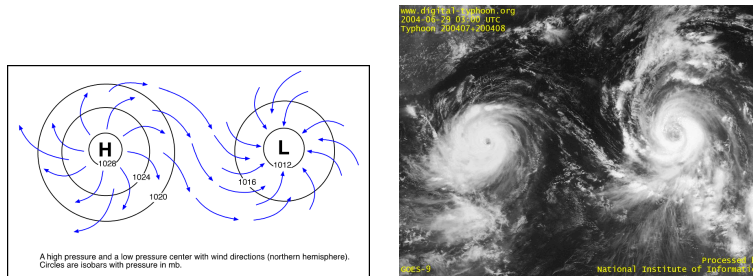 H
1028
1024
1020
L
1012
1016
A high pressure and a low pressure center with wind directions (northern hemisphere).
Circles are isobars with pressure in mb.
www.digital-typhoon.org
2004-06-29 03:00 UTC
Typhoon 200407+200408
GOES-9
Processed
National Institute of Informat